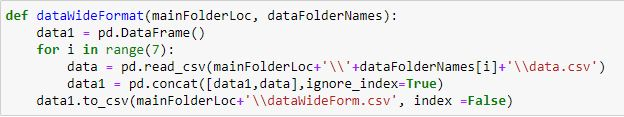 def dataWideFormat(mainFolderLoc, dataFolderNames):
    data1 = pd.DataFrame()
    for i in range(7):
        data = pd.read_csv(mainFolderLoc+'\\'+dataFolderNames[i]+'\\data.csv')
        data1 = pd.concat([data1,data],ignore_index=True)
    data1.to_csv(mainFolderLoc+'\\dataWideForm.csv', index =False)